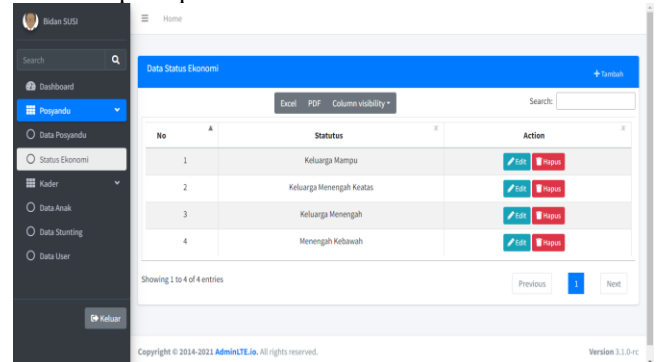 Bidan SUSI
Home
Search
Dashboard
Posyandu
Data Posyandu
Status Ekonomi
Kader
Data Anak
Data Stunting
Data User
Keluar
Data Status Ekonomi
Tambah
Excel PDF Column visibility
Search:
No Statutus Action
1 Keluarga Mampu Edit Hapus
2 Keluarga Menengah Keatas Edit Hapus
3 Keluarga Menengah Edit Hapus
4 Menengah Kebawah Edit Hapus
Showing 1 to 4 of 4 entries
Previous 1 Next
Copyright © 2014-2021 AdminLTE.io. All rights reserved.
Version 3.1.0-rc